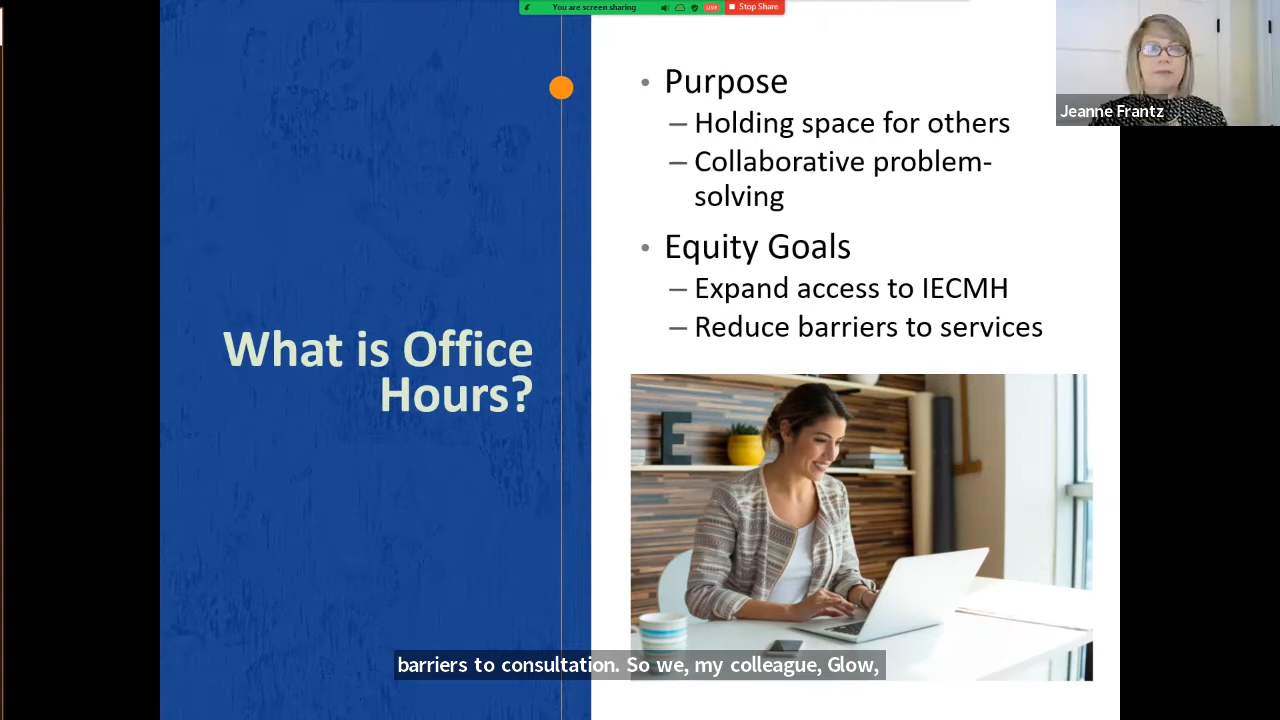 You are screen sharing
LIVE
Stop Share
Jeanne Frantz
What is Office
Hours?
• Purpose
– Holding space for others
– Collaborative problem-
solving
• Equity Goals
– Expand access to IECMH
– Reduce barriers to services
E
barriers to consultation. So we, my colleague, Glow,